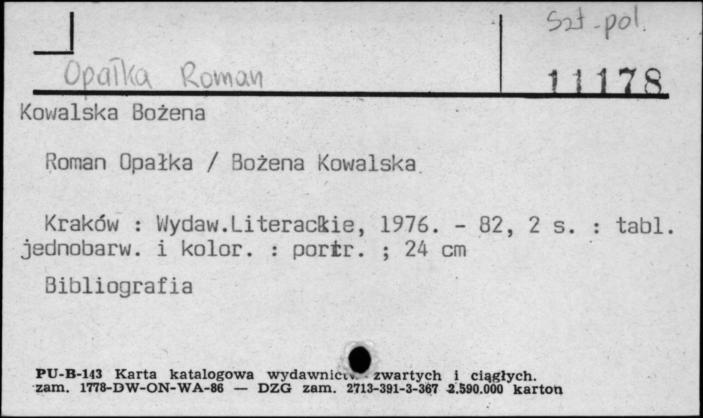 Szt. pol.
Opałka Roman
11178
Kowalska Bożena
Roman Opałka / Bożena Kowalska
Kraków : Wydaw.Literackie, 1976. - 82, 2 s. : tabl.
jednobarw. i kolor. : portr. ; 24 cm
Bibliografia
PU-B-143 Karta katalogowa wydawnictw zwartych i ciągłych.
zam. 1778-DW-ON-WA-86 — DZG zam. 2713-391-3-367 2.590.000 karton